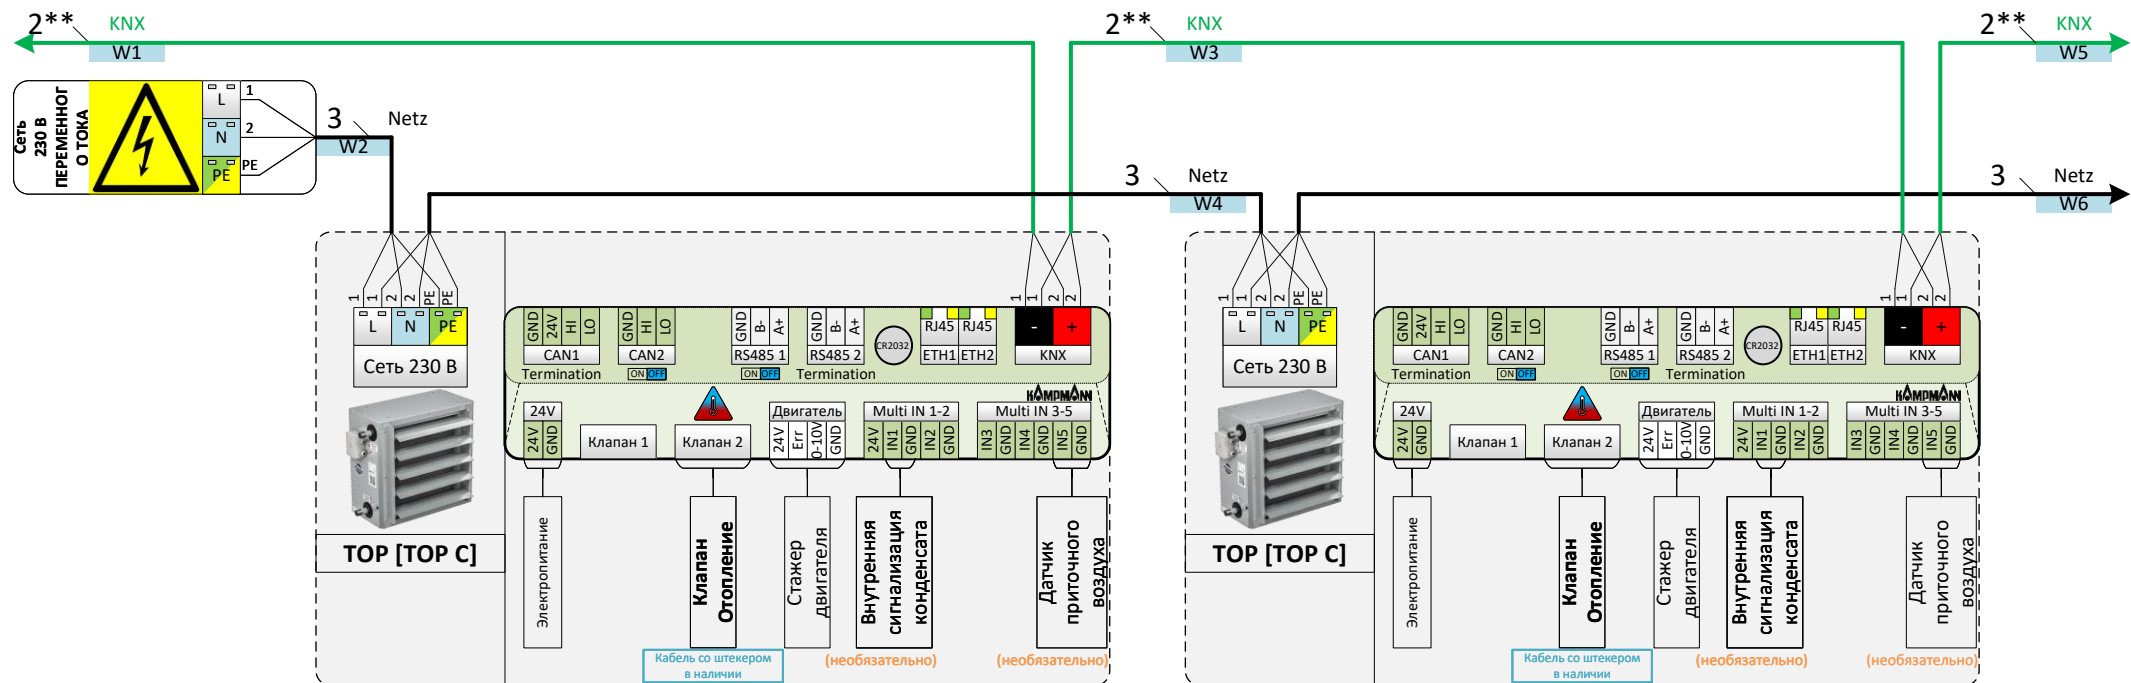 2** KNX
W1
2** KNX
W3
2** KNX
W5
Сеть
230 В
ПЕРЕМЕННОГ
О ТОКА
L
N
PE
1
2
PE
3 Netz
W2
3 Netz
W4
3 Netz
W6
1 1 2 2 PE PE
L N PE
Сеть 230 В
TOP [TOP C]
1 1 2 2
GND 24V HI LO
CAN1
GND HI LO
CAN2
GND B- A+
RS485 1
GND B- A+
RS485 2
CR2032
RJ45 RJ45
ETH1 ETH2
- +
KNX
Termination
ON OFF
ON OFF
Termination
KAMPMANN
24V
24V GND
Клапан 1
Клапан 2
Двигатель
24V Err 0-10V GND
Multi IN 1-2
24V IN1 GND IN2 GND
Multi IN 3-5
IN3 GND IN4 GND IN5 GND
Электропитание
Клапан
Отопление
Стажер
двигателя
Внутренняя
сигнализация
конденсата
Датчик
приточного
воздуха
Кабель со штекером
в наличии
(необязательно)
(необязательно)
1 1 2 2 PE PE
L N PE
Сеть 230 В
TOP [TOP C]
1 1 2 2
GND 24V HI LO
CAN1
GND HI LO
CAN2
GND B- A+
RS485 1
GND B- A+
RS485 2
CR2032
RJ45 RJ45
ETH1 ETH2
- +
KNX
Termination
ON OFF
ON OFF
Termination
KAMPMANN
24V
24V GND
Клапан 1
Клапан 2
Двигатель
24V Err 0-10V GND
Multi IN 1-2
24V IN1 GND IN2 GND
Multi IN 3-5
IN3 GND IN4 GND IN5 GND
Электропитание
Клапан
Отопление
Стажер
двигателя
Внутренняя
сигнализация
конденсата
Датчик
приточного
воздуха
Кабель со штекером
в наличии
(необязательно)
(необязательно)